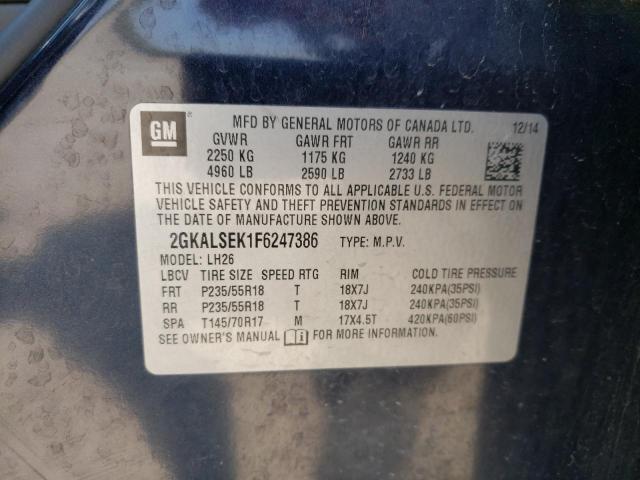 GM
MFD BY GENERAL MOTORS OF CANADA LTD. 12/14
GVWR GAWR FRT GAWR RR
2250 KG 1175 KG 1240 KG
4960 LB 2590 LB 2733 LB
THIS VEHICLE CONFORMS TO ALL APPLICABLE U.S. FEDERAL MOTOR
VEHICLE SAFETY AND THEFT PREVENTION STANDARDS IN EFFECT ON
DATE OF MANUFACTURE SHOWN ABOVE.
2GKALSEK1F6247386 TYPE: M.P.V.
MODEL: LH26
LBCV TIRE SIZE SPEED RTG RIM COLD TIRE PRESSURE
FRT P235/55R18 T 18X7J 240KPA(35PSI)
RR P235/55R18 T 18X7J 240KPA(35PSI)
SPA T145/70R17 M 17X4.5T 420KPA(60PSI)
SEE OWNER'S MANUAL FOR MORE INFORMATION.